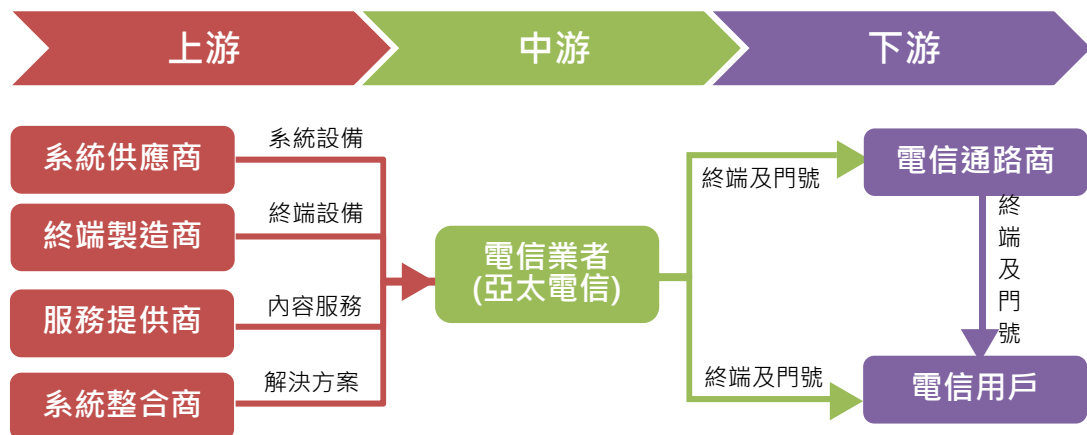 上游
中游
下游
系統供應商
系統設備
終端製造商
終端設備
服務提供商
內容服務
系統整合商
解決方案
電信業者
(亞太電信)
終端及門號
終端及門號
電信通路商
終端及門號
電信用戶